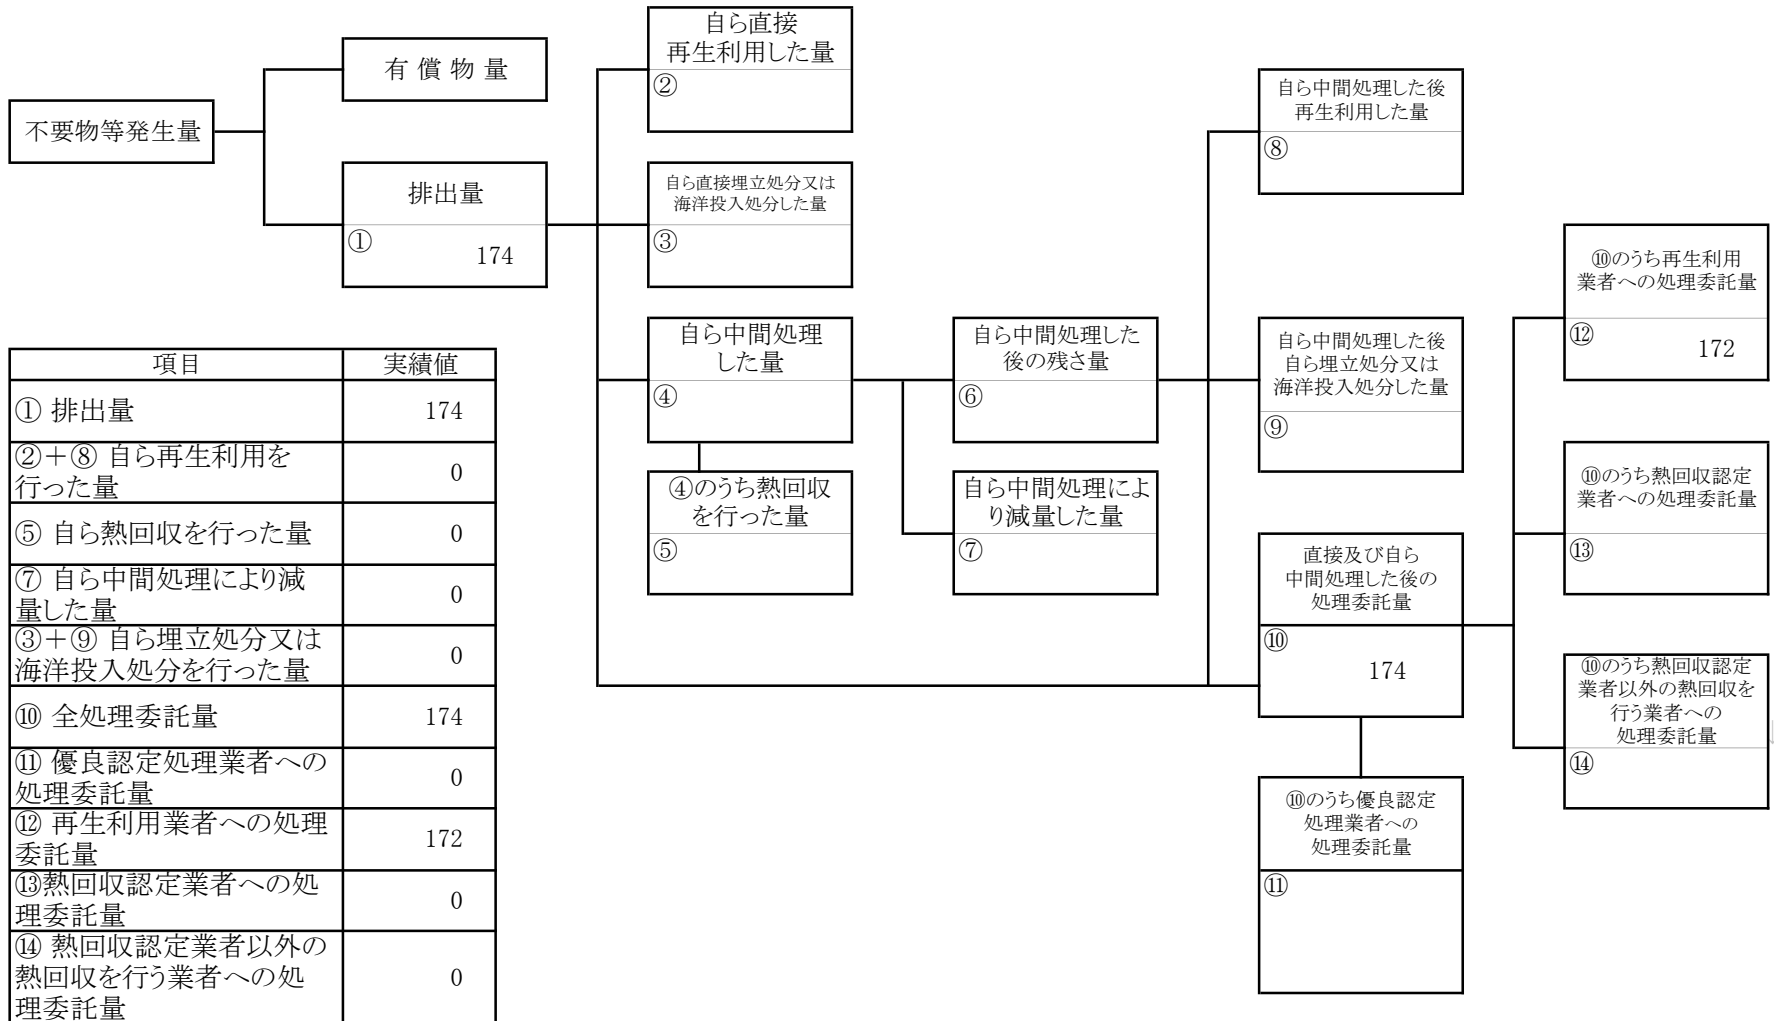 不要物等発生量
有 償 物 量
排出量
①
174
自ら直接
再生利用した量
②
自ら直接埋立処分又は
海洋投入処分した量
③
自ら中間処理
した量
④
④のうち熱回収
を行った量
⑤
自ら中間処理した
後の残さ量
⑥
自ら中間処理によ
り減量した量
⑦
自ら中間処理した後
再生利用した量
⑧
自ら中間処理した後
自ら埋立処分又は
海洋投入処分した量
⑨
直接及び自ら
中間処理した後の
処理委託量
⑩
174
⑩のうち優良認定
処理業者への
処理委託量
⑪
⑩のうち再生利用
業者への処理委託量
⑫
172
⑩のうち熱回収認定
業者への処理委託量
⑬
⑩のうち熱回収認定
業者以外の熱回収を
行う業者への
処理委託量
⑭
項目 実績値
① 排出量 174
②+⑧ 自ら再生利用を
行った量 0
⑤ 自ら熱回収を行った量 0
⑦ 自ら中間処理により減
量した量 0
③+⑨ 自ら埋立処分又は
海洋投入処分を行った量 0
⑩ 全処理委託量 174
⑪ 優良認定処理業者への
処理委託量 0
⑫ 再生利用業者への処理
委託量 172
⑬熱回収認定業者への処
理委託量 0
⑭ 熱回収認定業者以外の
熱回収を行う業者への処
理委託量 0